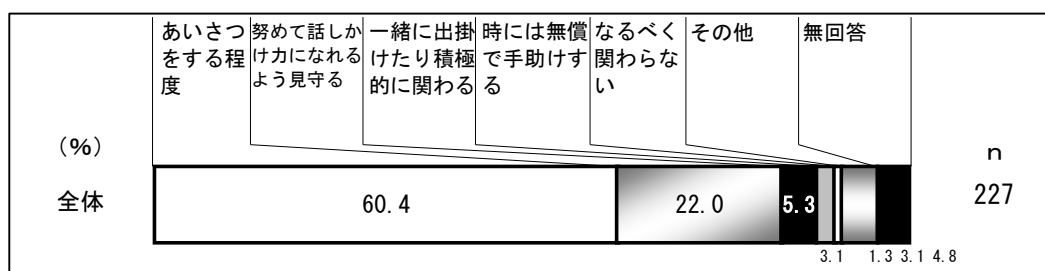 あいさつ
をする程
度
努めて話しか
け力になれる
よう見守る
一緒に出掛
けたり積極
的に関わる
時には無償
で手助けす
る
なるべく
関わらな
い
その他
無回答
(%)
n
全体
60.4
22.0
5.3
227
3.1
1.3
3.1
4.8